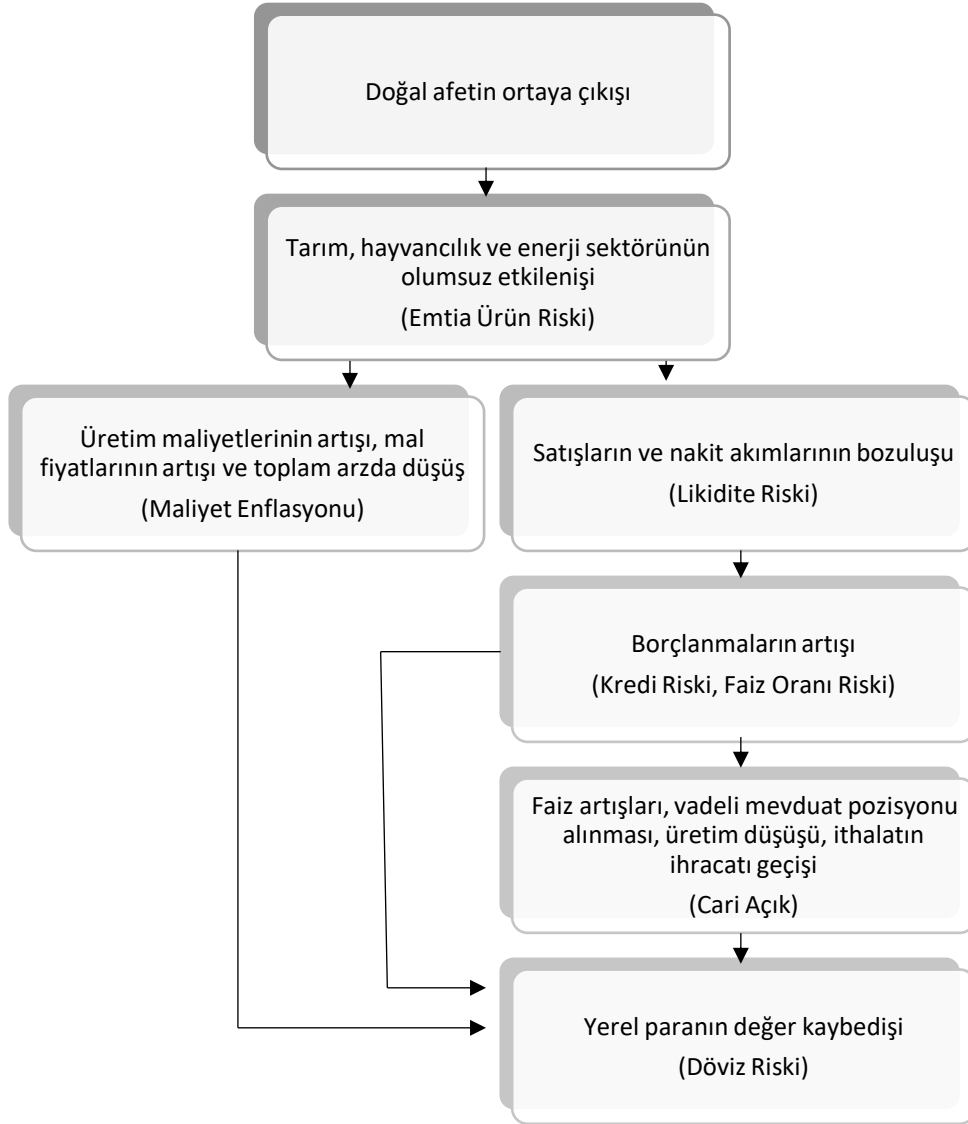 Doğal afetin ortaya çıkışı
Tarım, hayvancılık ve enerji sektörünün
olumsuz etkilenişi
(Emtia Ürün Riski)
Üretim maliyetlerinin artışı, mal
fiyatlarının artışı ve toplam arzda düşüş
(Maliyet Enflasyonu)
Satışların ve nakit akımlarının bozuluşu
(Likidite Riski)
Borçlanmaların artışı
(Kredi Riski, Faiz Oranı Riski)
Faiz artışları, vadeli mevduat pozisyonu
alınması, üretim düşüşü, ithalatın
ihracatı geçişi
(Cari Açık)
Yerel paranın değer kaybedişi
(Döviz Riski)